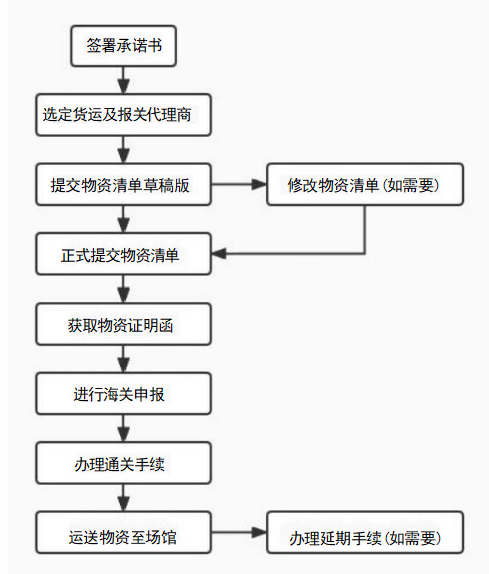 签署承诺书
选定货运及报关代理商
提交物资清单草稿版
修改物资清单(如需要)
正式提交物资清单
获取物资证明函
进行海关申报
办理通关手续
运送物资至场馆
办理延期手续(如需要)